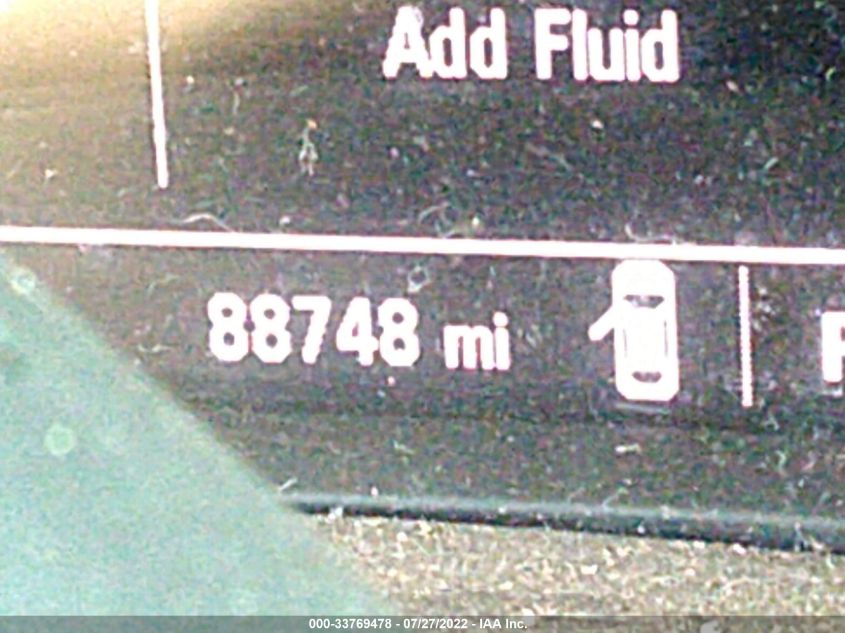 Add Fluid
88748 mi
000-33769478 - 07/27/2022 - IAA Inc.